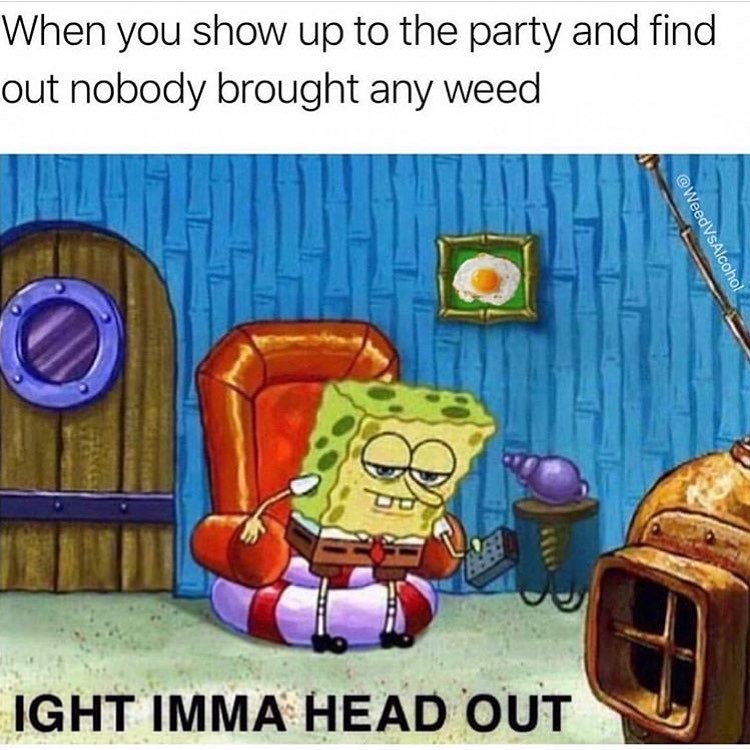 When you show up to the party and find
out nobody brought any weed
@WeedVsAlcohol
IGHT IMMA HEAD OUT